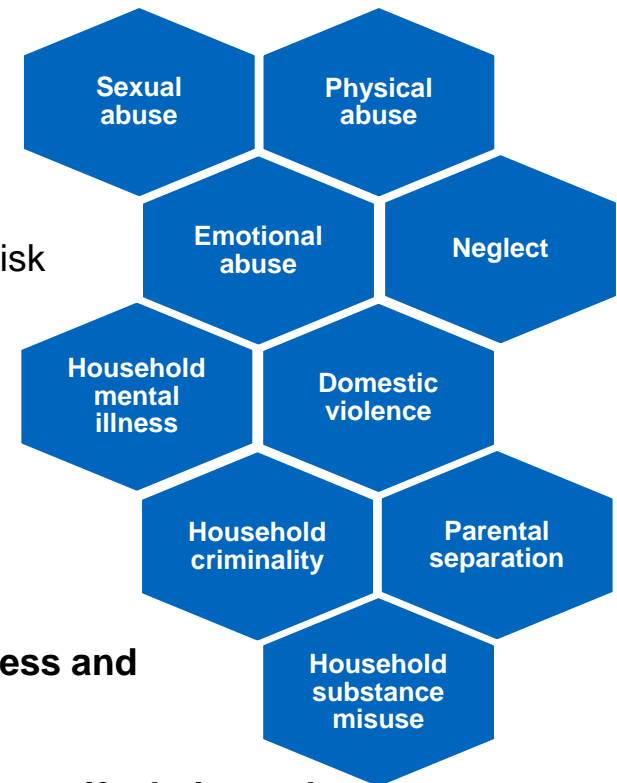 Sexual
abuse
Physical
abuse
isk
Emotional
abuse
Neglect
Household
mental
illness
Domestic
violence
Household
criminality
Parental
separation
ess and
Household
substance
misuse